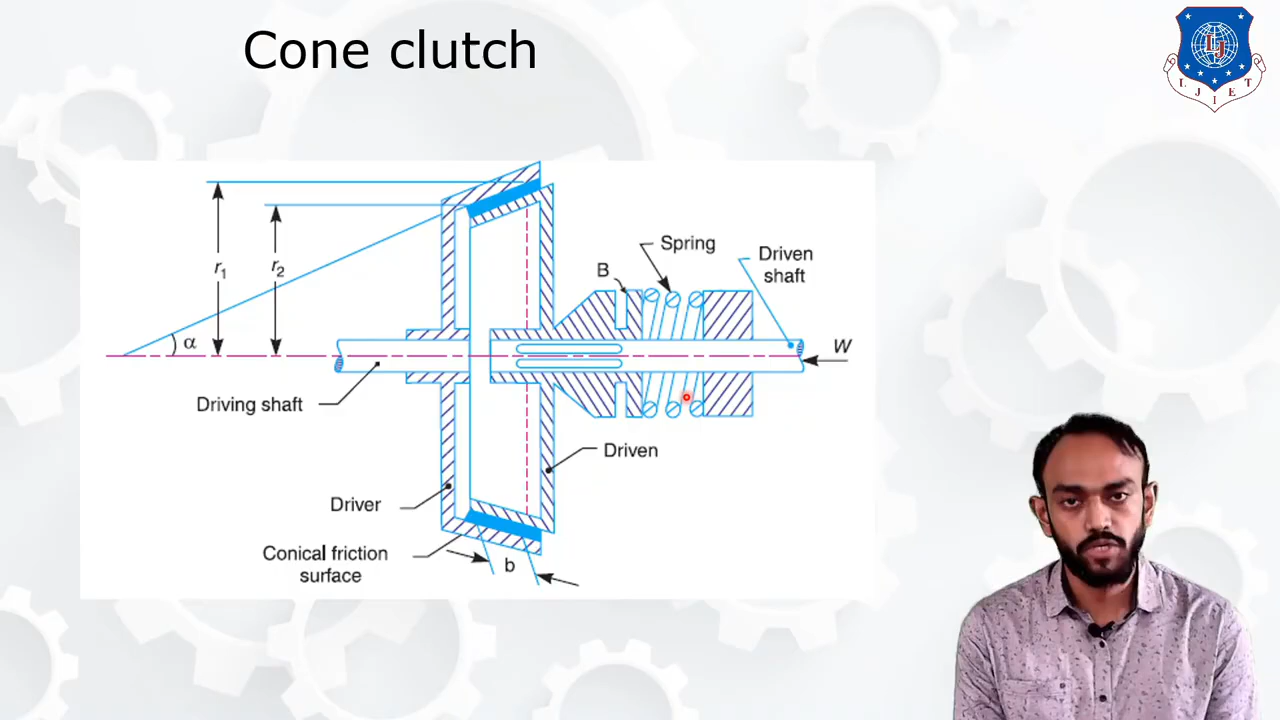 Cone clutch
L J I E T
r1
r2
α
B
Spring
Driven
shaft
W
Driving shaft
Driven
Driver
Conical friction
surface
b